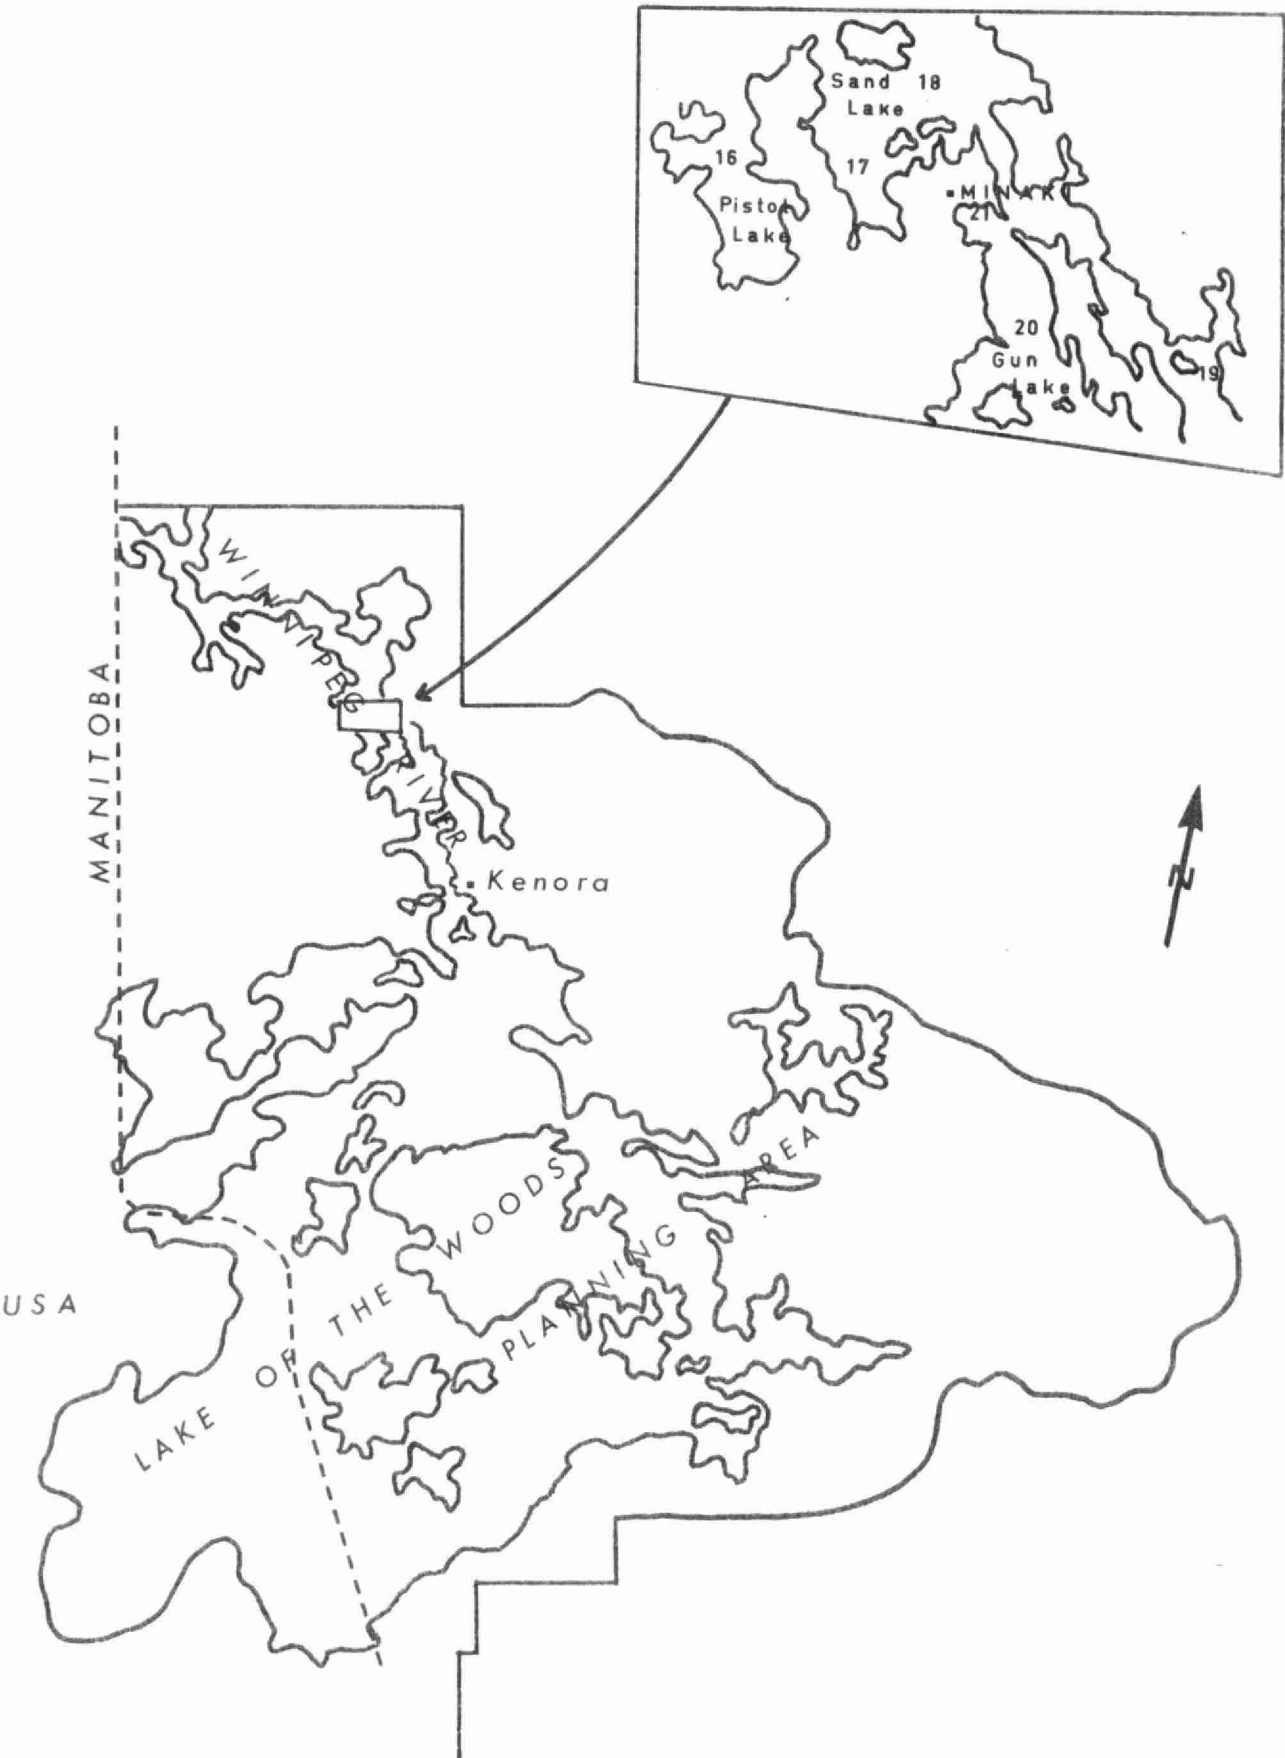 Sand 18
Lake
16
17
Pistol
Lake
MINAKI
21
20
Gun
Lake
19
WINNIPEG RIVER
MANITOBA
Kenora
N
USA
LAKE OF THE WOODS PLANNING AREA